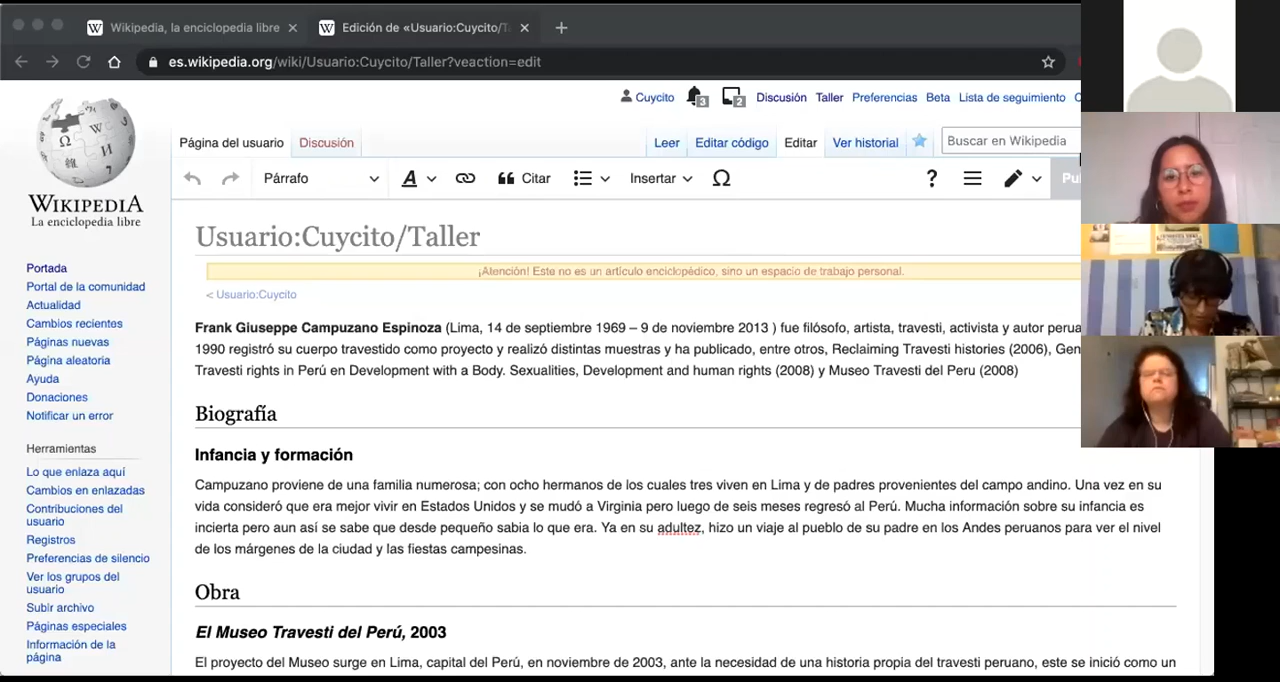 Wikipedia, la enciclopedia libre
Edición de «Usuario:Cuycito/Ta
es.wikipedia.org/wiki/Usuario:Cuycito/Taller?veaction=edit
Cuycito 3 2 Discusión Taller Preferencias Beta Lista de seguimiento C
Página del usuario Discusión Leer Editar código Editar Ver historial Buscar en Wikipedia
Párrafo A Citar Insertar Ω ? Pu
WIKIPEDIA
La enciclopedia libre
Portada
Portal de la comunidad
Actualidad
Cambios recientes
Páginas nuevas
Página aleatoria
Ayuda
Donaciones
Notificar un error
Herramientas
Lo que enlaza aquí
Cambios en enlazadas
Contribuciones del
usuario
Registros
Preferencias de silencio
Ver los grupos del
usuario
Subir archivo
Páginas especiales
Información de la
página
Usuario:Cuycito/Taller
¡Atención! Este no es un artículo enciclopédico, sino un espacio de trabajo personal.
< Usuario:Cuycito
Frank Giuseppe Campuzano Espinoza (Lima, 14 de septiembre 1969 – 9 de noviembre 2013 ) fue filósofo, artista, travesti, activista y autor perua
1990 registró su cuerpo travestido como proyecto y realizó distintas muestras y ha publicado, entre otros, Reclaiming Travesti histories (2006), Gen
Travesti rights in Perú en Development with a Body. Sexualities, Development and human rights (2008) y Museo Travesti del Peru (2008)
Biografía
Infancia y formación
Campuzano proviene de una familia numerosa; con ocho hermanos de los cuales tres viven en Lima y de padres provenientes del campo andino. Una vez en su
vida consideró que era mejor vivir en Estados Unidos y se mudó a Virginia pero luego de seis meses regresó al Perú. Mucha información sobre su infancia es
incierta pero aun así se sabe que desde pequeño sabia lo que era. Ya en su adultez, hizo un viaje al pueblo de su padre en los Andes peruanos para ver el nivel
de los márgenes de la ciudad y las fiestas campesinas.
Obra
El Museo Travesti del Perú, 2003
El proyecto del Museo surge en Lima, capital del Perú, en noviembre de 2003, ante la necesidad de una historia propia del travesti peruano, este se inició como un